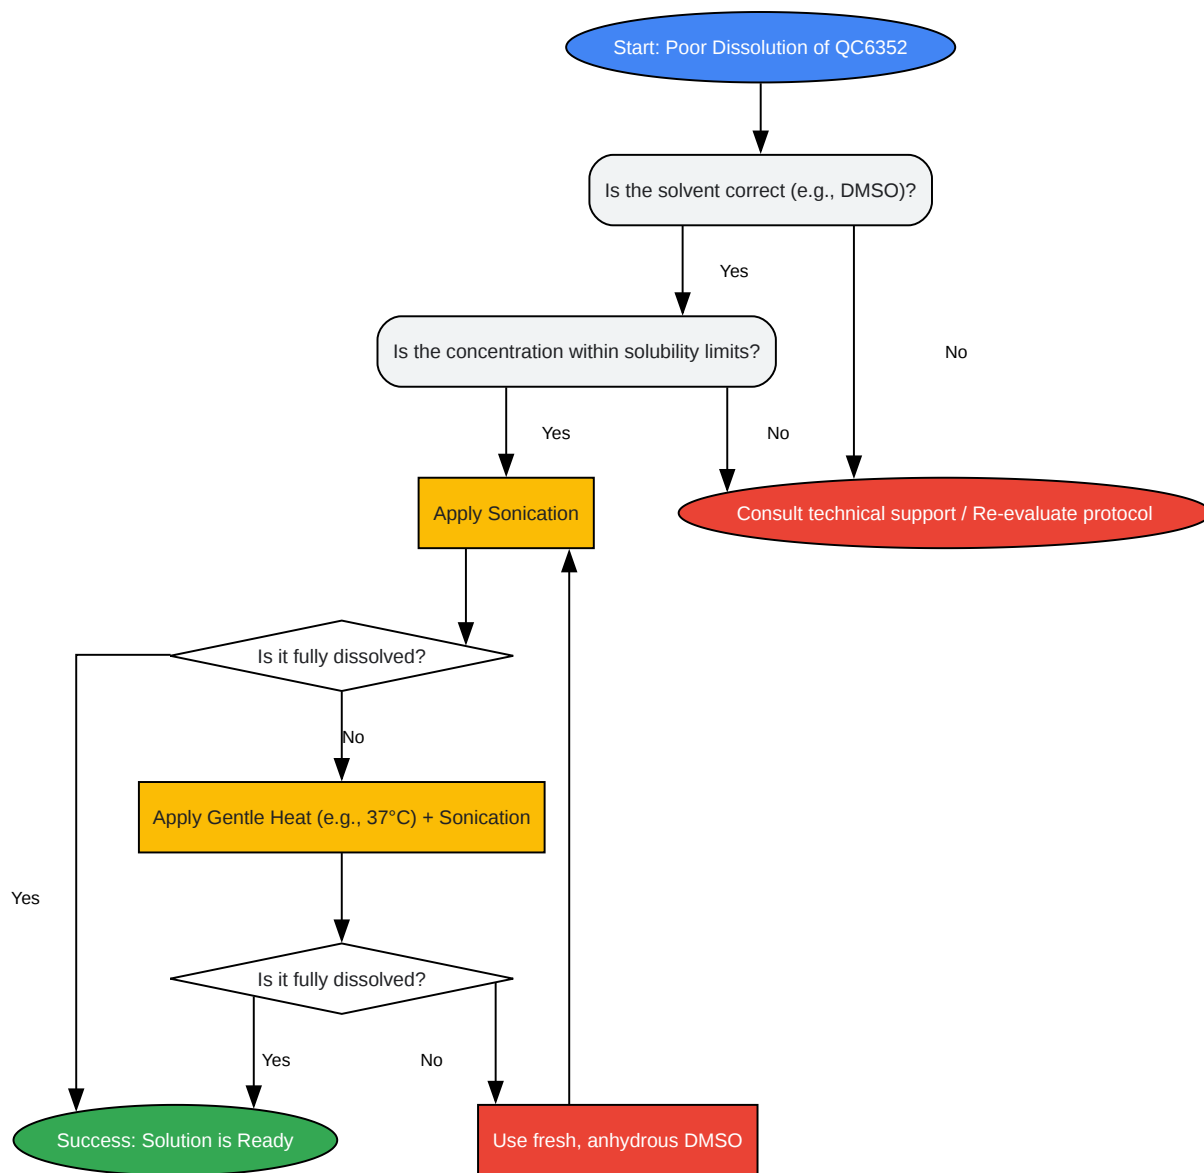 Start: Poor Dissolution of QC6352
Is the solvent correct (e.g., DMSO)?
Yes
Is the concentration within solubility limits?
No
Yes
No
Apply Sonication
Consult technical support / Re-evaluate protocol
Is it fully dissolved?
No
Apply Gentle Heat (e.g., 37°C) + Sonication
Yes
Is it fully dissolved?
Yes
No
Success: Solution is Ready
Use fresh, anhydrous DMSO